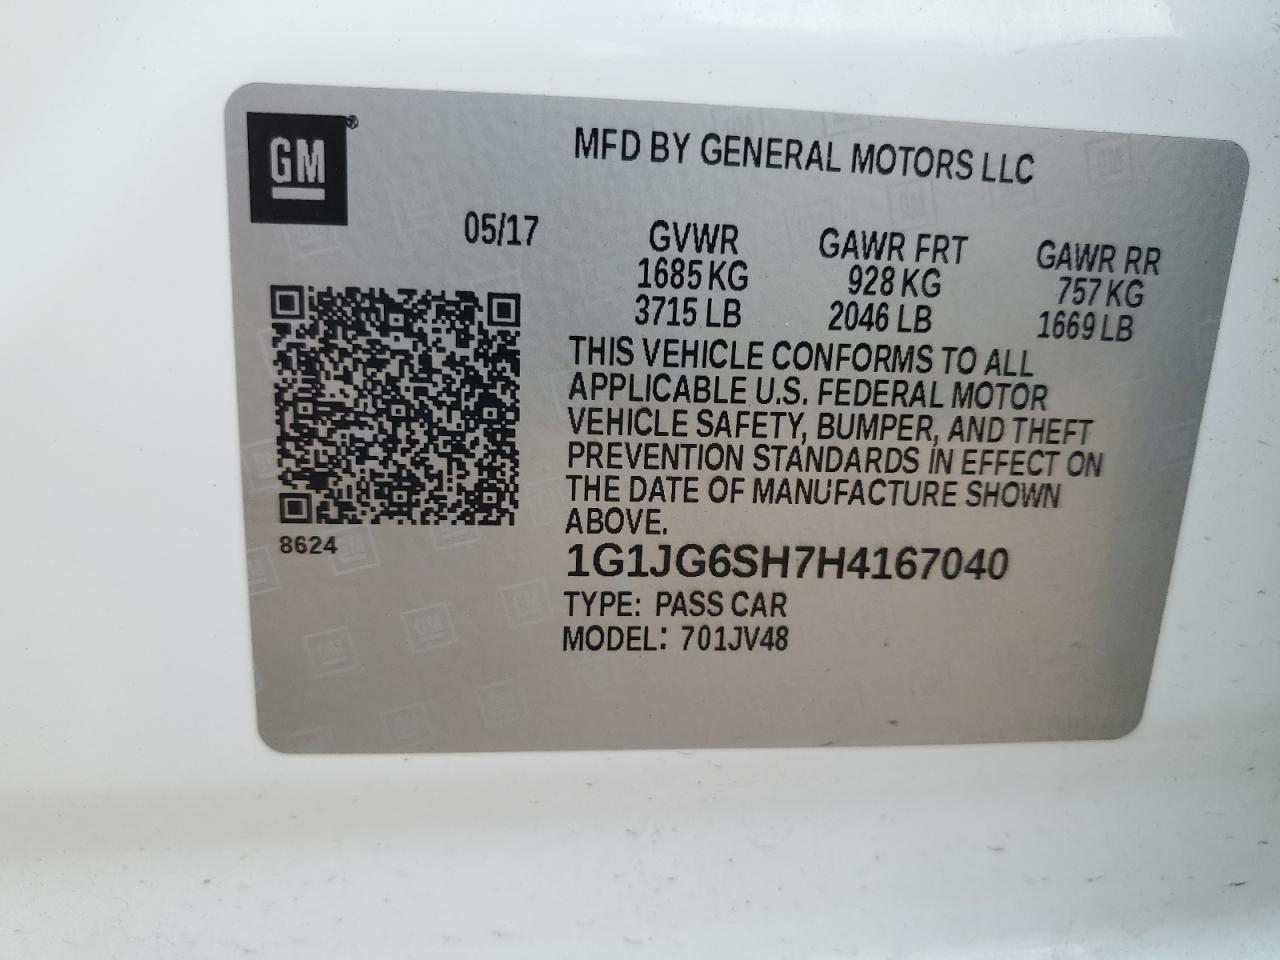 GM®
MFD BY GENERAL MOTORS LLC
05/17
GVWR GAWR FRT GAWR RR
1685 KG 928 KG 757 KG
3715 LB 2046 LB 1669 LB
THIS VEHICLE CONFORMS TO ALL
APPLICABLE U.S. FEDERAL MOTOR
VEHICLE SAFETY, BUMPER, AND THEFT
PREVENTION STANDARDS IN EFFECT ON
THE DATE OF MANUFACTURE SHOWN
ABOVE.
8624
1G1JG6SH7H4167040
TYPE: PASS CAR
MODEL: 701JV48